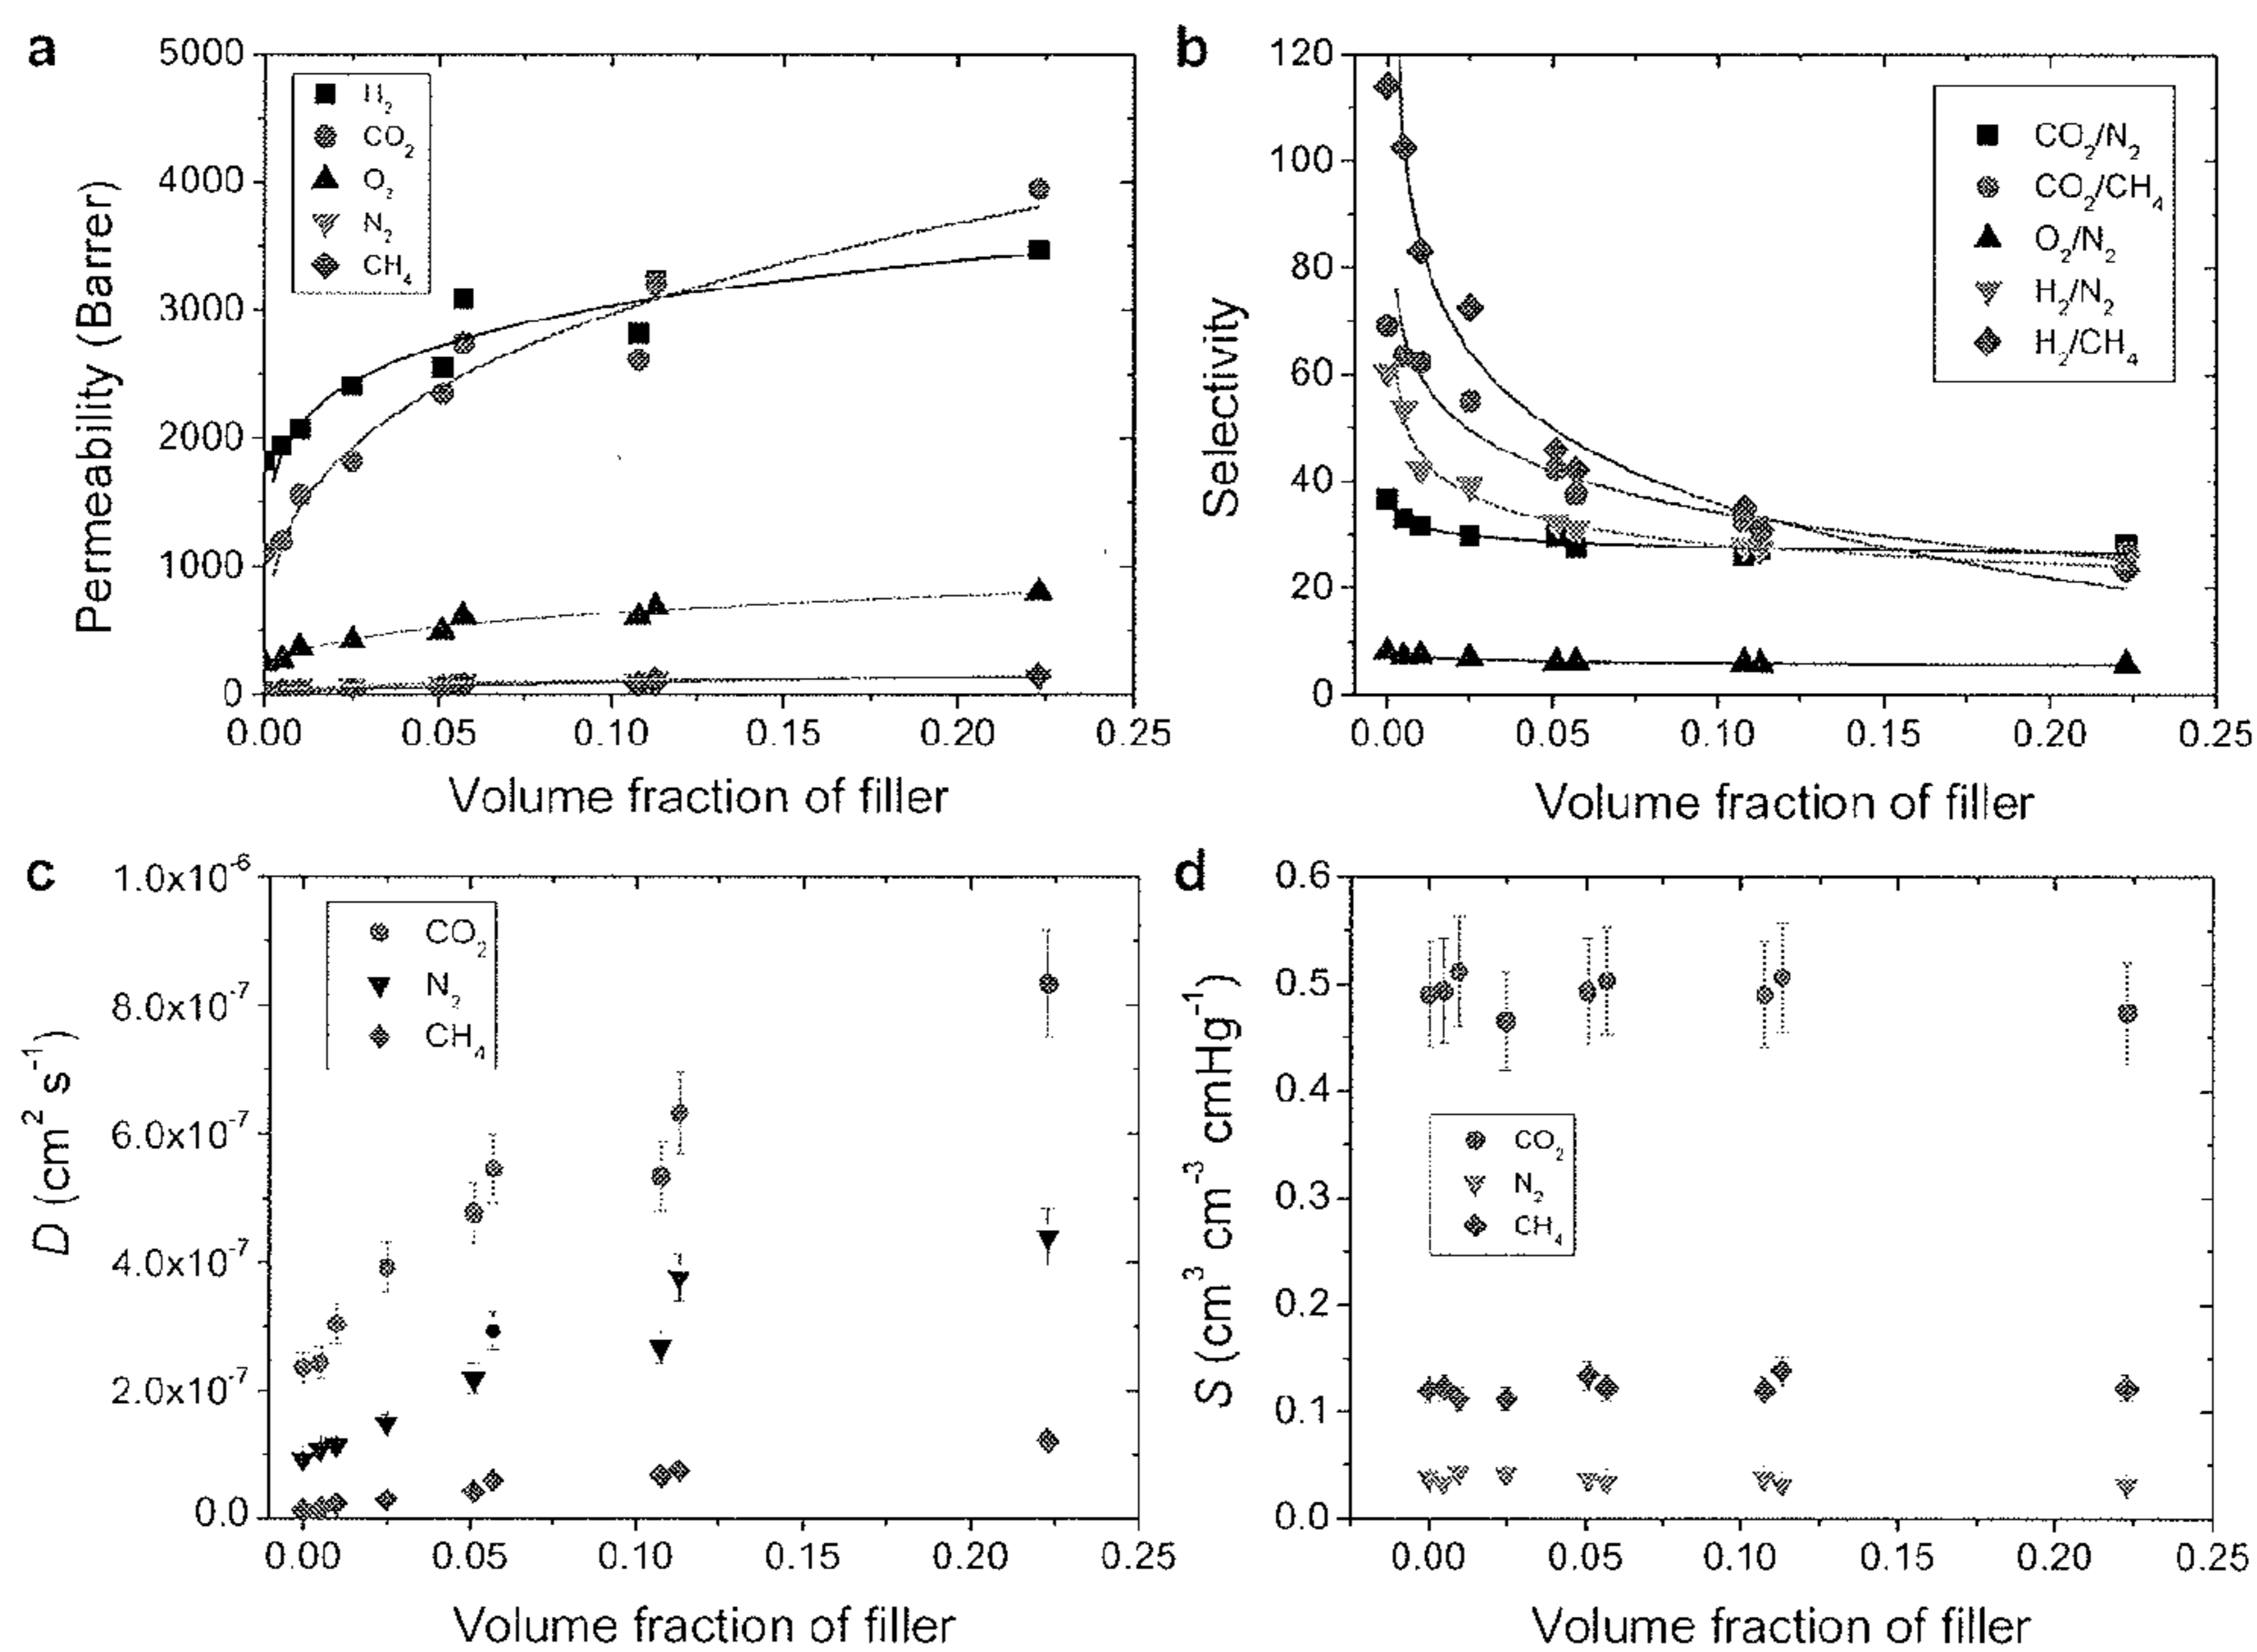 a
5000
4000
3000
2000
1000
0
Permeability (Barrer)
H₂
CO₂
O₂
N₂
CH₄
0.00 0.05 0.10 0.15 0.20 0.25
Volume fraction of filler
b
120
100
80
60
40
20
0
Selectivity
CO₂/N₂
CO₂/CH₄
O₂/N₂
H₂/N₂
H₂/CH₄
0.00 0.05 0.10 0.15 0.20 0.25
Volume fraction of filler
c
1.0x10⁻⁶
8.0x10⁻⁷
6.0x10⁻⁷
4.0x10⁻⁷
2.0x10⁻⁷
0.0
D (cm² s⁻¹)
CO₂
N₂
CH₄
0.00 0.05 0.10 0.15 0.20 0.25
Volume fraction of filler
d
0.6
0.5
0.4
0.3
0.2
0.1
0.0
S (cm³ cm⁻³ cmHg⁻¹)
CO₂
N₂
CH₄
0.00 0.05 0.10 0.15 0.20 0.25
Volume fraction of filler